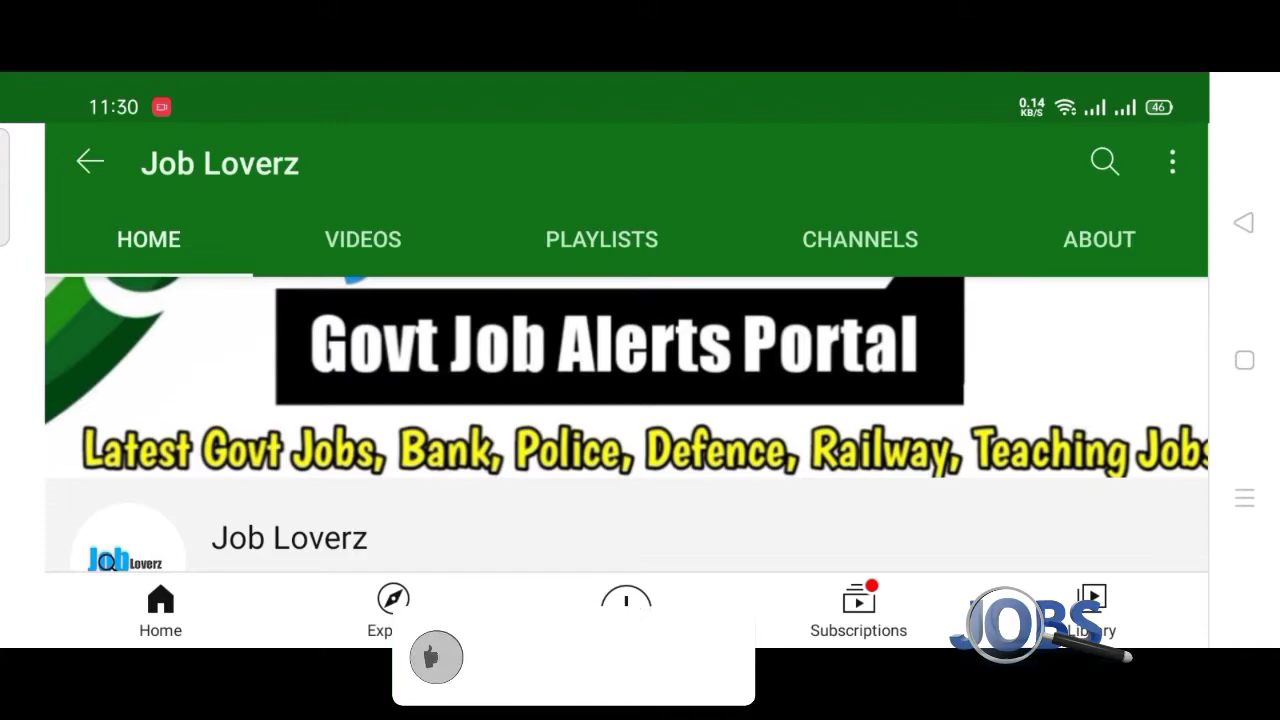 11:30
0.14
KB/S
46
Job Loverz
HOME VIDEOS PLAYLISTS CHANNELS ABOUT
Govt Job Alerts Portal
Latest Govt Jobs, Bank, Police, Defence, Railway, Teaching Jobs
Job Loverz
Job Loverz
Home Exp Subscriptions
JOBS